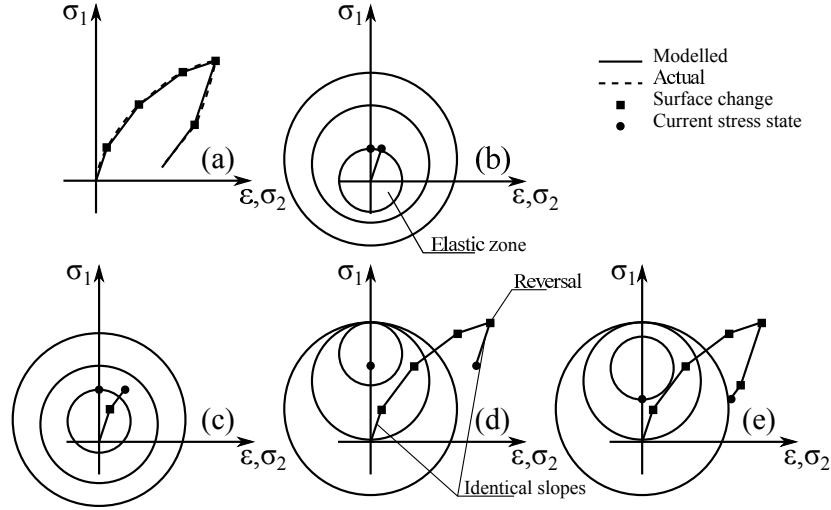 σ1
ε,σ2
(a)
σ1
ε,σ2
(b)
Elastic zone
Modelled
Actual
Surface change
Current stress state
σ1
ε,σ2
(c)
σ1
ε,σ2
(d)
Reversal
Identical slopes
σ1
ε,σ2
(e)